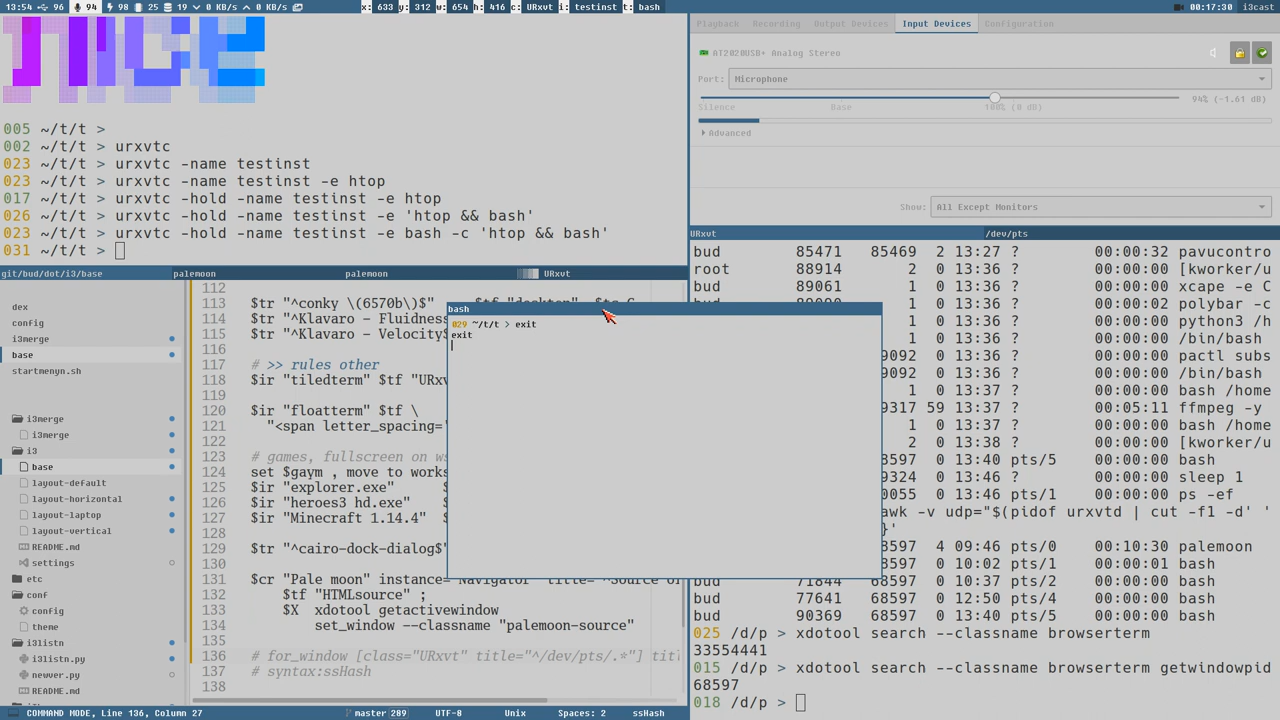 13:54 96 94 98 25 19 0 KB/s 0 KB/s x: 633 y: 312 w: 654 h: 416 c: URxvt i: testinst t: bash 00:17:30 i3cast
Playback Recording Output Devices Input Devices Configuration
AT2020USB+ Analog Stereo
Port: Microphone
94% (-1.61 dB)
Silence Base 100% (0 dB)
Advanced
Show: All Except Monitors
005 ~/t/t >
002 ~/t/t > urxvtc
023 ~/t/t > urxvtc -name testinst
023 ~/t/t > urxvtc -name testinst -e htop
017 ~/t/t > urxvtc -hold -name testinst -e htop
026 ~/t/t > urxvtc -hold -name testinst -e 'htop && bash'
023 ~/t/t > urxvtc -hold -name testinst -e bash -c 'htop && bash'
031 ~/t/t >
git/bud/dot/i3/base palemoon palemoon URxvt
dex
config
i3merge
base
startmenyn.sh
i3merge
i3merge
i3
base
layout-default
layout-horizontal
layout-laptop
layout-vertical
README.md
settings
etc
conf
config
theme
i3listn
i3listn.py
newver.py
README.md
112
113 $tr "^conky \(6570b\)$"
114 $tr "^Klavaro - Fluidness
115 $tr "^Klavaro - Velocity$
116
117 # >> rules other
118 $ir "tiledterm" $tf "URxv
119
120 $ir "floatterm" $tf \
121 "<span letter_spacing="
122
123 # games, fullscreen on ws
124 set $gaym , move to works
125 $ir "explorer.exe"
126 $ir "heroes3 hd.exe"
127 $ir "Minecraft 1.14.4"
128
129 $tr "^cairo-dock-dialog$"
130
131 $cr "Pale moon" instance=
132 $tf "HTMLsource" ;
133 $X xdotool getactivewindow
134 set_window --classname "palemoon-source"
135
136 # for_window [class="URxvt" title="^/dev/pts/.*"] titl
137 # syntax:ssHash
138
COMMAND MODE, Line 136, Column 27 master 289 UTF-8 Unix Spaces: 2 ssHash
bash
029 ~/t/t > exit
exit
URxvt /dev/pts
bud 85471 85469 2 13:27 ? 00:00:32 pavucontro
root 88914 2 0 13:36 ? 00:00:00 [kworker/u
bud 89061 1 0 13:36 ? 00:00:00 xcape -e C
1 0 13:36 ? 00:00:00 polybar -c
1 0 13:36 ? 00:00:00 python3 /h
1 0 13:36 ? 00:00:00 /bin/bash
9092 0 13:36 ? 00:00:00 pactl subs
9092 0 13:37 ? 00:00:00 /bin/bash
1 0 13:37 ? 00:00:00 bash /home
9317 59 13:37 ? 00:05:11 ffmpeg -y
1 0 13:37 ? 00:00:00 bash /home
2 0 13:38 ? 00:00:00 [kworker/u
8597 0 13:40 pts/5 00:00:00 bash
9324 0 13:46 ? 00:00:00 sleep 1
0055 0 13:46 pts/1 00:00:00 ps -ef
awk -v udp="$(pidof urxvtd | cut -f1 -d' '
}'
8597 4 09:46 pts/0 00:10:30 palemoon
8597 0 10:02 pts/1 00:00:01 bash
bud 71844 68597 0 10:37 pts/2 00:00:00 bash
bud 77641 68597 0 12:50 pts/4 00:00:00 bash
bud 90369 68597 0 13:40 pts/5 00:00:00 bash
025 /d/p > xdotool search --classname browserterm
33554441
015 /d/p > xdotool search --classname browserterm getwindowpid
68597
018 /d/p >